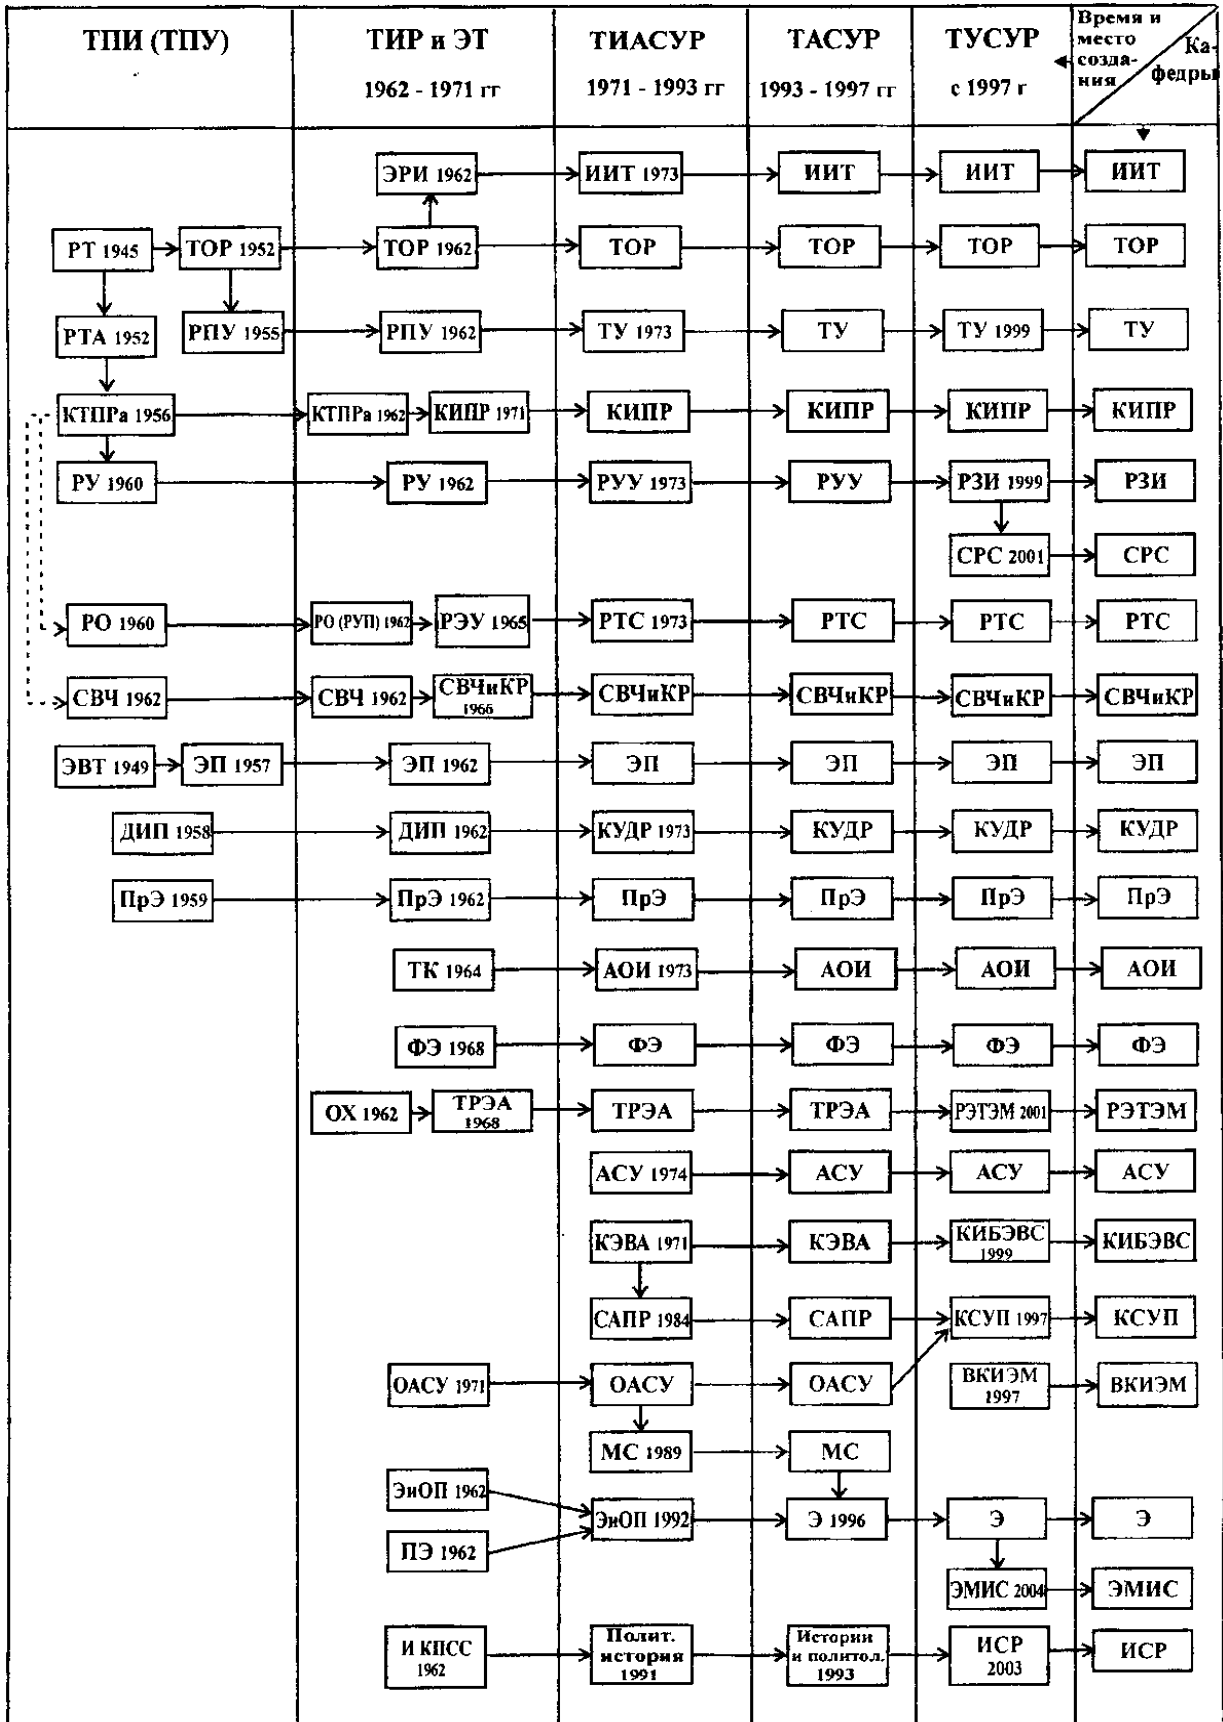 ТПИ (ТПУ)
ТИР и ЭТ
1962 - 1971 гг
ТИАСУР
1971 - 1993 гг
ТАСУР
1993 - 1997 гг
ТУСУР
с 1997 г
Время и
место
созда-
ния
Ка-
федры
ЭРИ 1962 ИИТ 1973 ИИТ ИИТ ИИТ
РТ 1945 ТОР 1952 ТОР 1962 ТОР ТОР ТОР ТОР
РТА 1952 РПУ 1955 РПУ 1962 ТУ 1973 ТУ ТУ 1999 ТУ
КТПРа 1956 КТПРа 1962 КИПР 1971 КИПР КИПР КИПР КИПР
РУ 1960 РУ 1962 РУУ 1973 РУУ РЗИ 1999 РЗИ
СРС 2001 СРС
РО 1960 РО (РУП) 1962 РЭУ 1965 РТС 1973 РТС РТС РТС
СВЧ 1962 СВЧ 1962 СВЧиКР 1966 СВЧиКР СВЧиКР СВЧиКР СВЧиКР
ЭВТ 1949 ЭП 1957 ЭП 1962 ЭП ЭП ЭП ЭП
ДИП 1958 ДИП 1962 КУДР 1973 КУДР КУДР КУДР
ПрЭ 1959 ПрЭ 1962 ПрЭ ПрЭ ПрЭ ПрЭ
ТК 1964 АОИ 1973 АОИ АОИ АОИ
ФЭ 1968 ФЭ ФЭ ФЭ ФЭ
ОХ 1962 ТРЭА 1968 ТРЭА ТРЭА РЭТЭМ 2001 РЭТЭМ
АСУ 1974 АСУ АСУ АСУ
КЭВА 1971 КЭВА КИБЭВС 1999 КИБЭВС
САПР 1984 САПР КСУП 1997 КСУП
ОАСУ 1971 ОАСУ ОАСУ ВКИЭМ 1997 ВКИЭМ
МС 1989 МС
ЭиОП 1962
ЭиОП 1992 Э 1996 Э Э
ПЭ 1962
ЭМИС 2004 ЭМИС
И КПСС
1962
Полит.
история
1991
Истории
и политол.
1993
ИСР
2003
ИСР